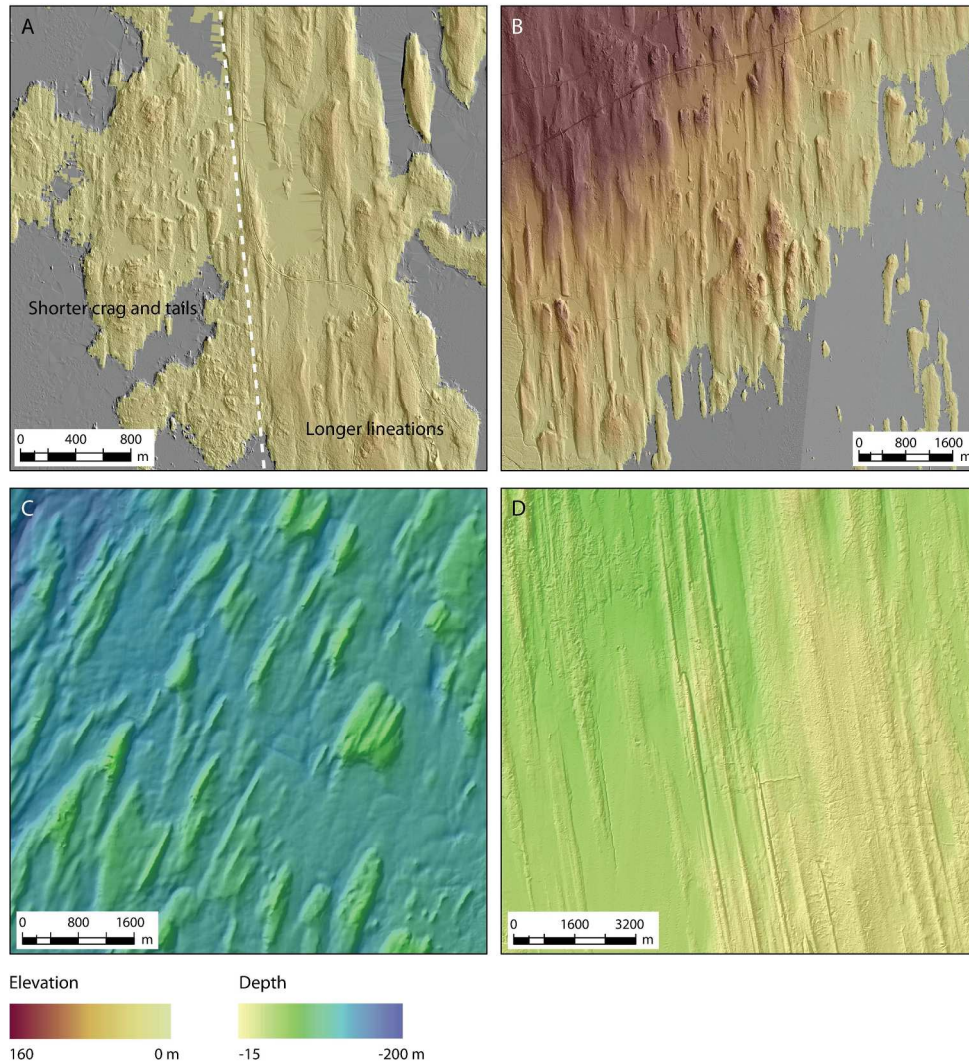 A
Shorter crag and tails
Longer lineations
0 400 800
m
B
0 800 1600
m
C
0 800 1600
m
D
0 1600 3200
m
Elevation
160 0 m
Depth
-15 -200 m